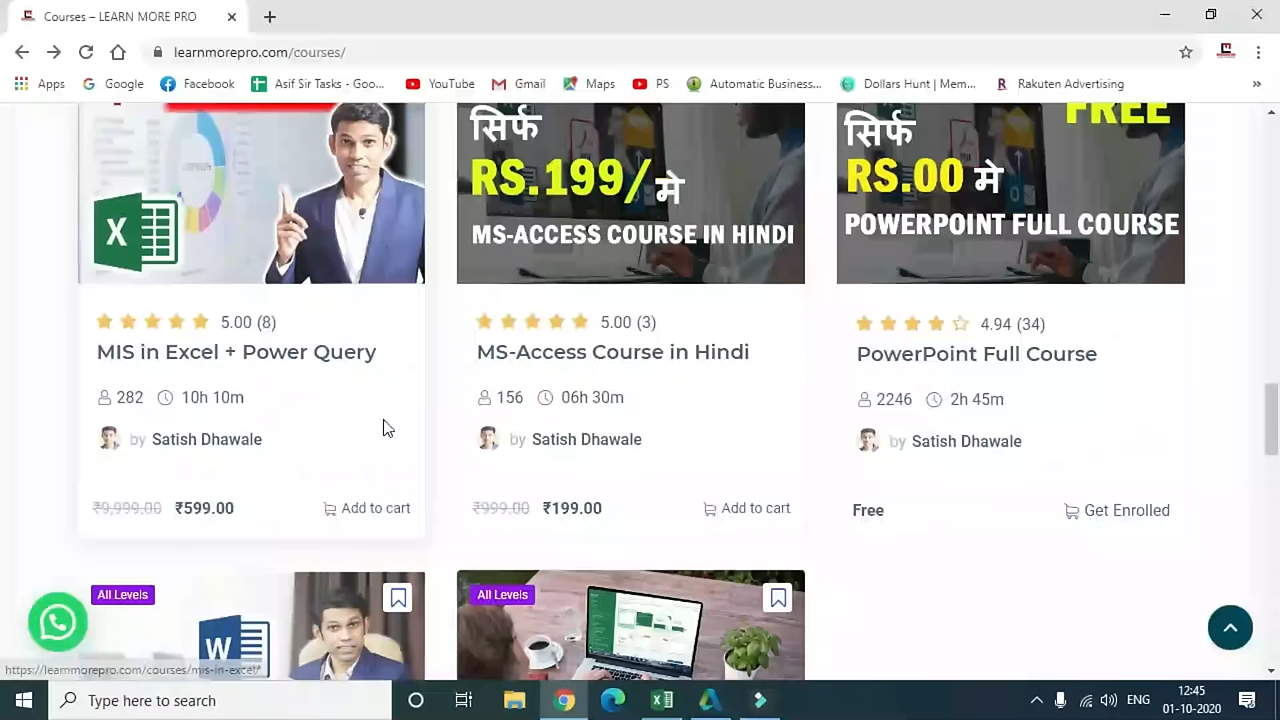 Courses – LEARN MORE PRO
learnmorepro.com/courses/
Apps Google Facebook Asif Sir Tasks - Goo... YouTube Gmail Maps PS Automatic Business... Dollars Hunt | Mem... Rakuten Advertising »
X
सिर्फ
RS.199/ मे
MS-ACCESS COURSE IN HINDI
FREE
सिर्फ
RS.00 मे
POWERPOINT FULL COURSE
5.00 (8)
MIS in Excel + Power Query
282 10h 10m
by Satish Dhawale
₹9,999.00 ₹599.00 Add to cart
5.00 (3)
MS-Access Course in Hindi
156 06h 30m
by Satish Dhawale
₹999.00 ₹199.00 Add to cart
4.94 (34)
PowerPoint Full Course
2246 2h 45m
by Satish Dhawale
Free Get Enrolled
All Levels
W
All Levels
https://learnmorepro.com/courses/mis-in-excel/
Type here to search
ENG
12:45
01-10-2020